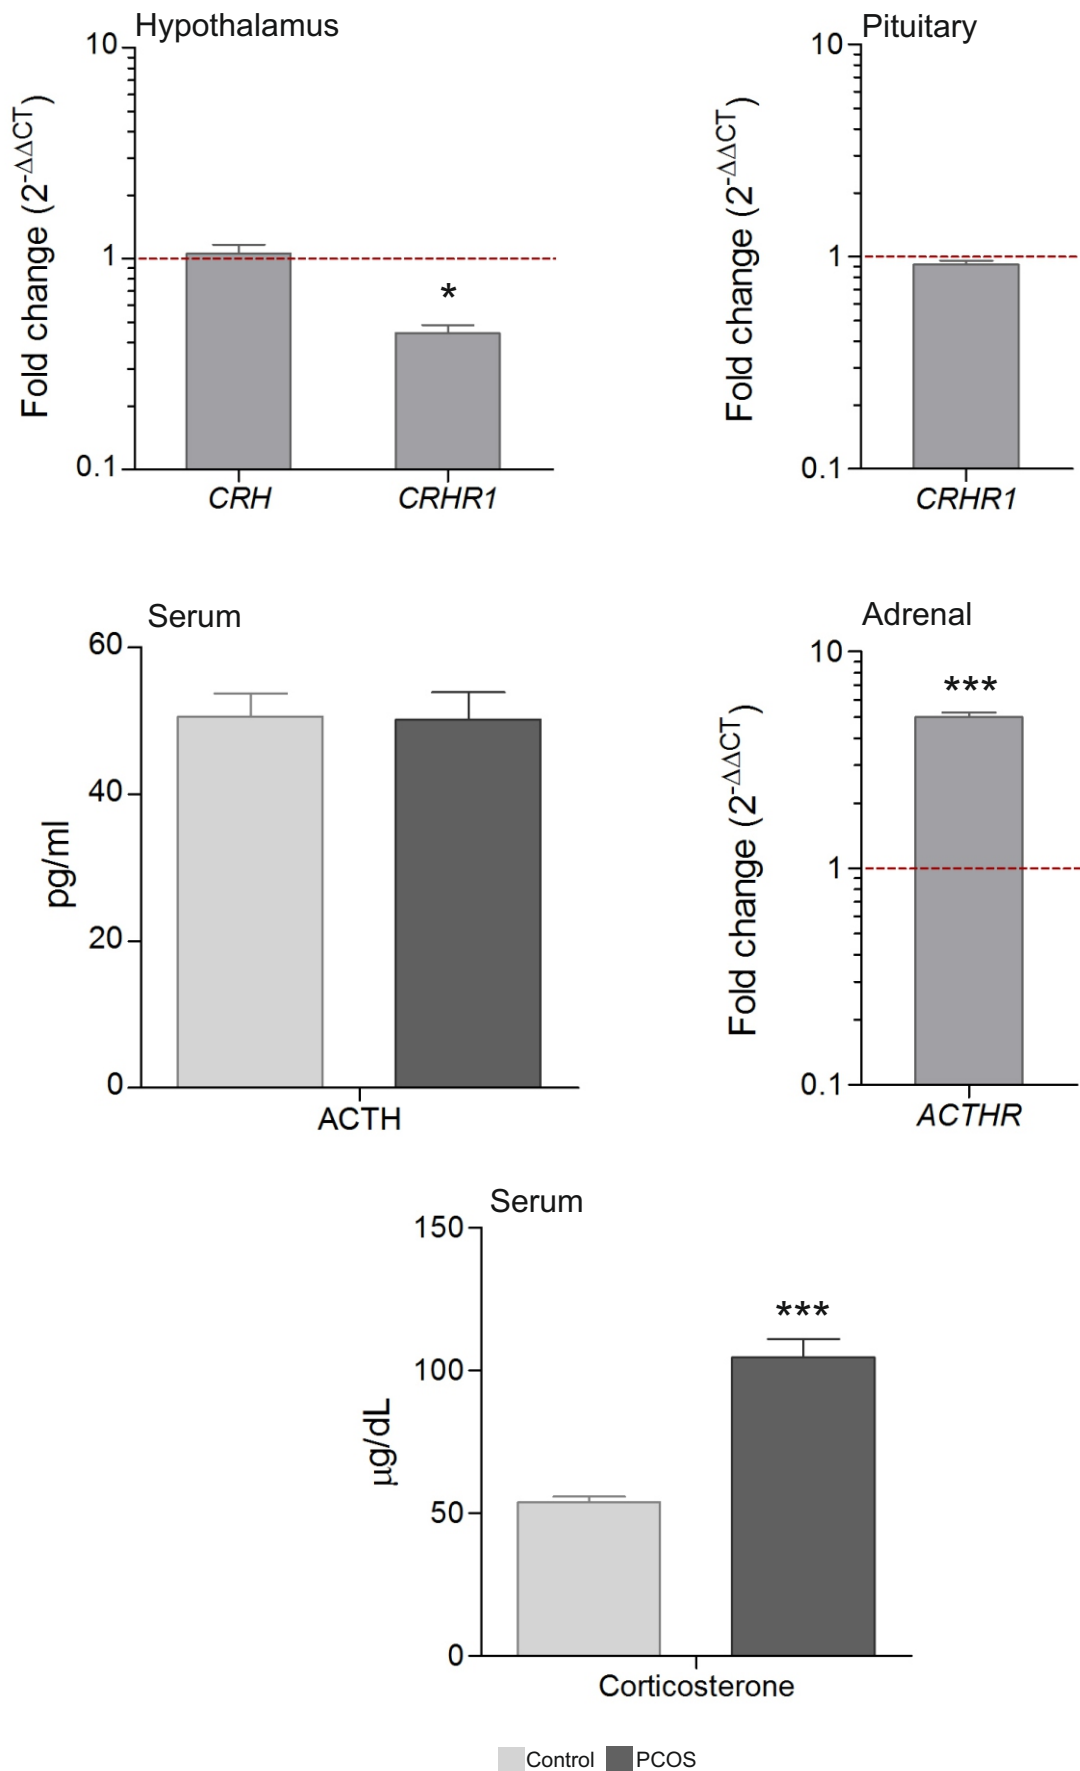 Hypothalamus
Fold change (2^-ΔΔCT)
10
1
0.1
*
CRH
CRHR1
Pituitary
Fold change (2^-ΔΔCT)
10
1
0.1
CRHR1
Serum
pg/ml
60
40
20
0
ACTH
Adrenal
Fold change (2^-ΔΔCT)
10
1
0.1
***
ACTHR
Serum
µg/dL
150
100
50
0
***
Corticosterone
Control PCOS